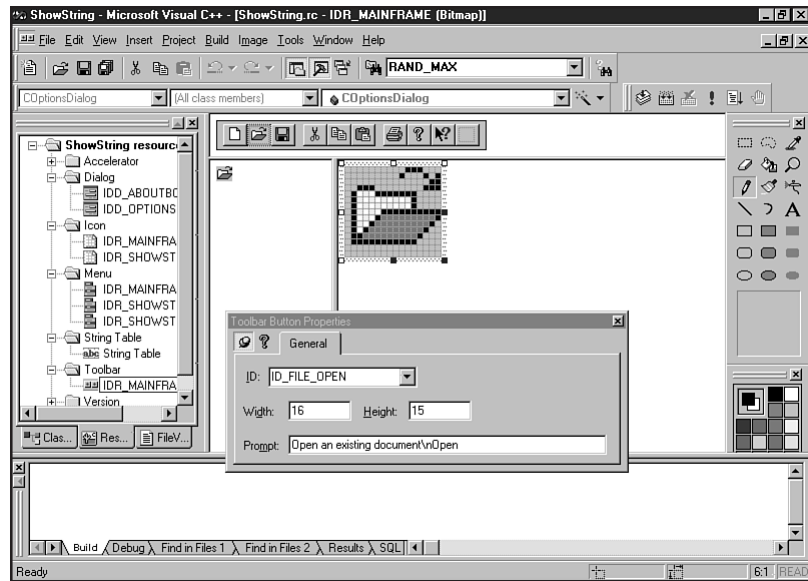 ShowString - Microsoft Visual C++ - [ShowString.rc - IDR_MAINFRAME (Bitmap)]
File Edit View Insert Project Build Image Tools Window Help
RAND_MAX
COptionsDialog
(All class members)
COptionsDialog
ShowString resourc
Accelerator
Dialog
IDD_ABOUTBO
IDD_OPTIONS
Icon
IDR_MAINFRA
IDR_SHOWST
Menu
IDR_MAINFRA
IDR_SHOWST
IDR_SHOWST
String Table
abc String Table
Toolbar
IDR_MAINFRA
Version
Clas... Res... FileV...
A
Toolbar Button Properties
General
ID: ID_FILE_OPEN
Width: 16 Height: 15
Prompt: Open an existing document\nOpen
Build Debug Find in Files 1 Find in Files 2 Results SQL
Ready
6:1 READ